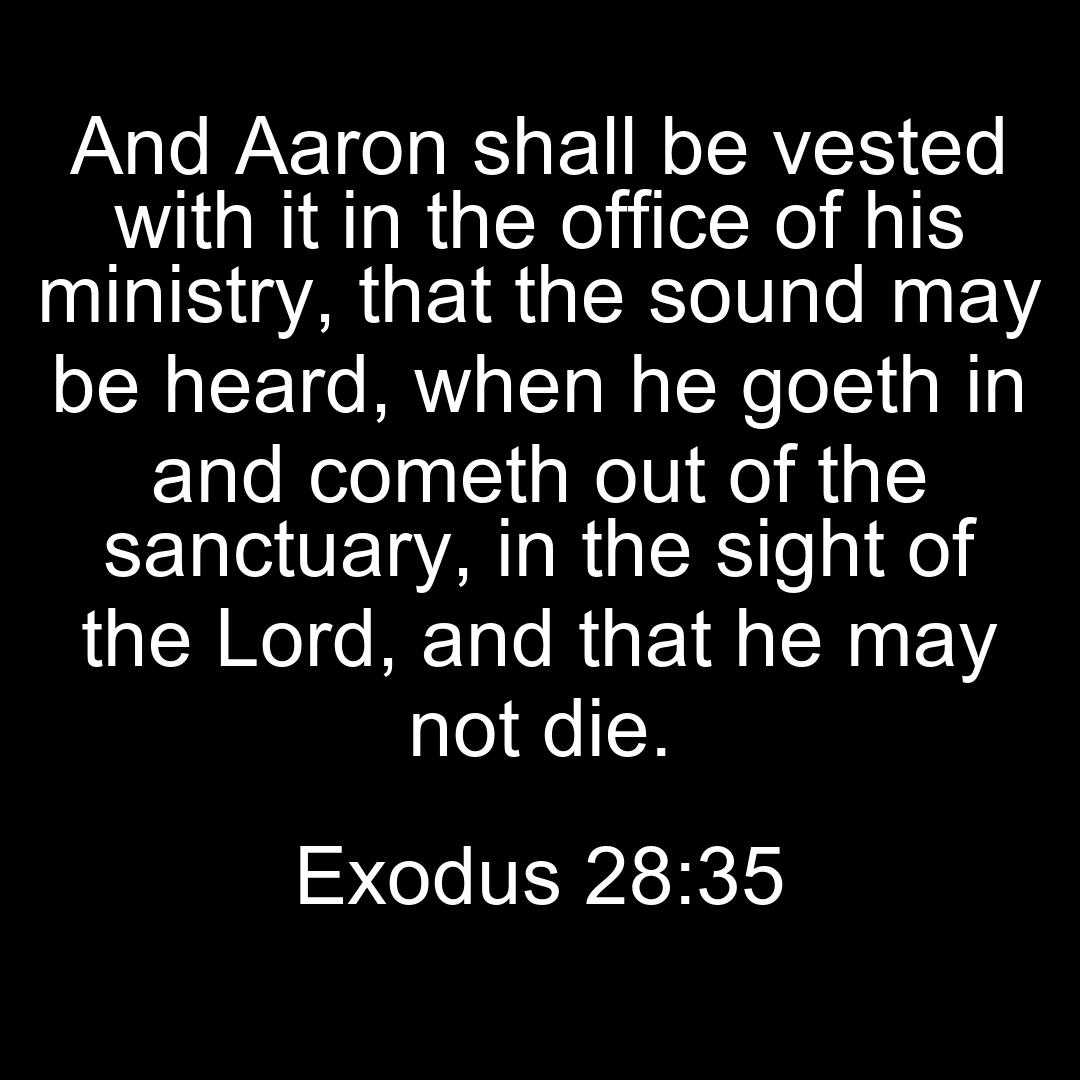 And Aaron shall be vested
with it in the office of his
ministry, that the sound may
be heard, when he goeth in
and cometh out of the
sanctuary, in the sight of
the Lord, and that he may
not die.
Exodus 28:35